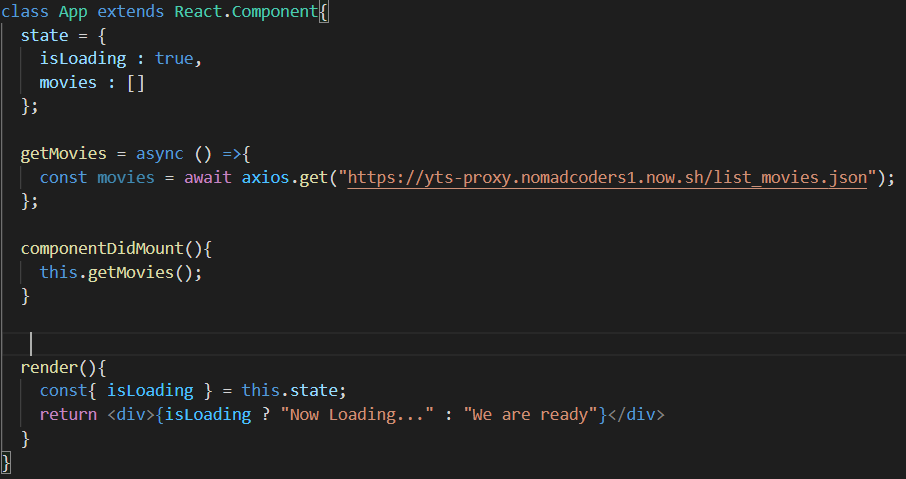 class App extends React.Component{
  state = {
    isLoading : true,
    movies : []
  };

  getMovies = async () =>{
    const movies = await axios.get("https://yts-proxy.nomadcoders1.now.sh/list_movies.json");
  };

  componentDidMount(){
    this.getMovies();
  }

  render(){
    const{ isLoading } = this.state;
    return <div>{isLoading ? "Now Loading..." : "We are ready"}</div>
  }
}